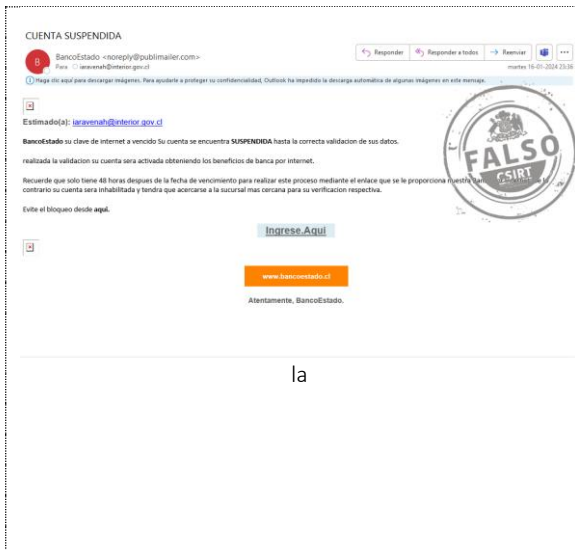 CUENTA SUSPENDIDA
B
BancoEstado <noreply@publimailer.com>
Para iaravenah@interior.gov.cl
Responder
Responder a todos
Reenviar
martes 16-01-2024 23:36
Haga clic aquí para descargar imágenes. Para ayudarle a proteger su confidencialidad, Outlook ha impedido la descarga automática de algunas imágenes en este mensaje.
Estimado(a): iaravenah@interior.gov.cl
BancoEstado su clave de internet a vencido Su cuenta se encuentra SUSPENDIDA hasta la correcta validacion de sus datos.
realizada la validacion su cuenta sera activada obteniendo los beneficios de banca por internet.
Recuerde que solo tiene 48 horas despues de la fecha de vencimiento para realizar este proceso mediante el enlace que se le proporciona nuestra
contrario su cuenta sera inhabilitada y tendra que acercarse a la sucursal mas cercana para su verificacion respectiva.
FALSO
CSIRT
Evite el bloqueo desde aquí.
Ingrese.Aqui
www.bancoestado.cl
Atentamente, BancoEstado.
la